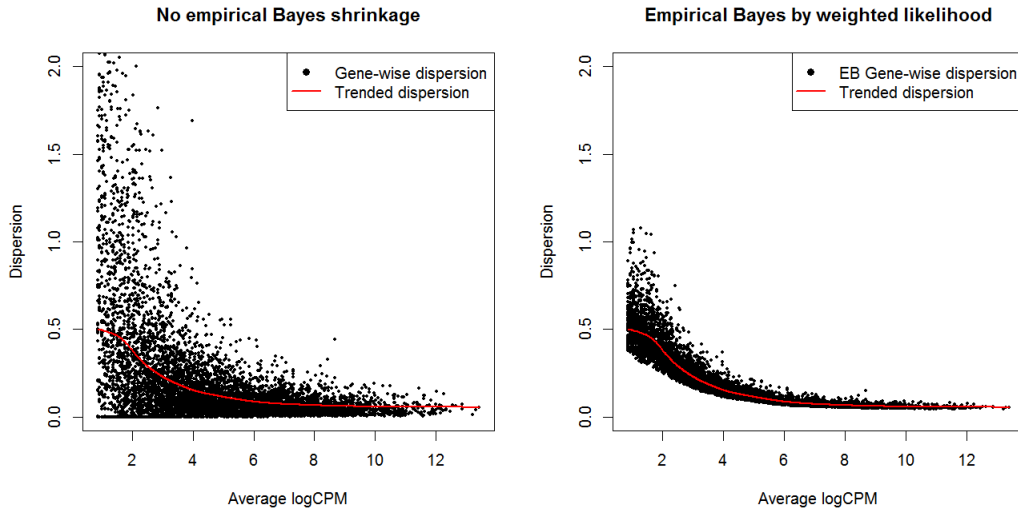 No empirical Bayes shrinkage
Gene-wise dispersion
Trended dispersion
2.0
1.5
1.0
0.5
0.0
Dispersion
2 4 6 8 10 12
Average logCPM
Empirical Bayes by weighted likelihood
EB Gene-wise dispersion
Trended dispersion
2.0
1.5
1.0
0.5
0.0
Dispersion
2 4 6 8 10 12
Average logCPM